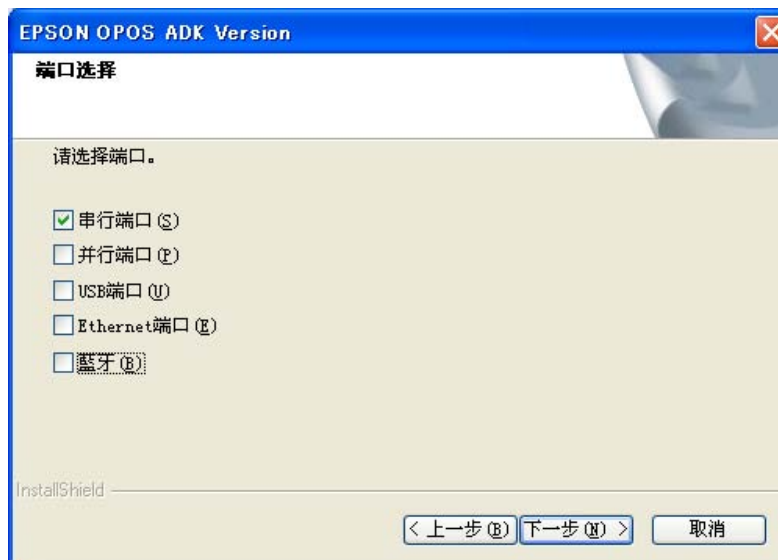 EPSON OPOS ADK Version
端口选择
请选择端口。
串行端口(S)
并行端口(P)
USB端口(U)
Ethernet端口(E)
藍牙(B)
InstallShield
< 上一步(B) 下一步(N) > 取消